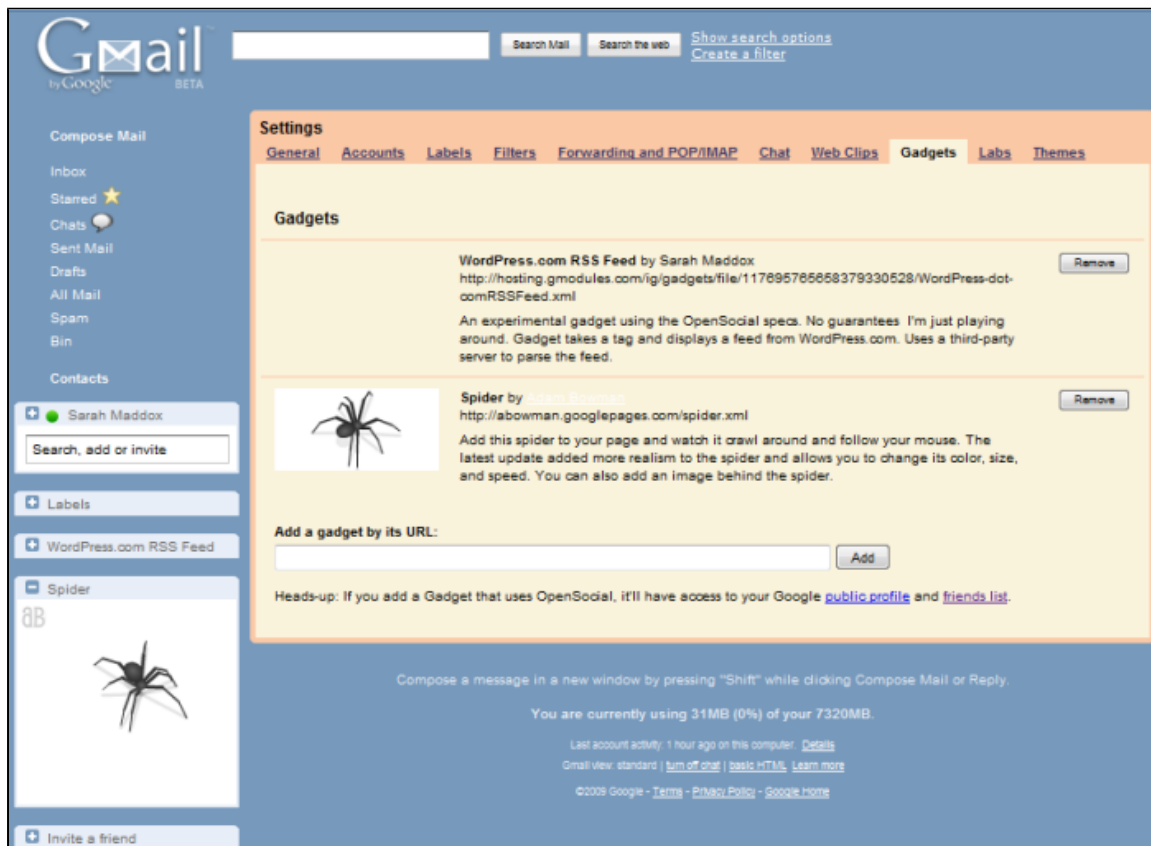 Gmail
by Google BETA
Search Mail Search the web
Show search options
Create a filter
Compose Mail
Inbox
Starred
Chats
Sent Mail
Drafts
All Mail
Spam
Bin
Contacts
Sarah Maddox
Search, add or invite
Labels
WordPress.com RSS Feed
Spider
aB
Invite a friend
Settings
General Accounts Labels Filters Forwarding and POP/IMAP Chat Web Clips Gadgets Labs Themes
Gadgets
WordPress.com RSS Feed by Sarah Maddox
Remove
http://hosting.gmodules.com/ig/gadgets/file/117695765658379330528/WordPress-dot-
comRSSFeed.xml
An experimental gadget using the OpenSocial specs. No guarantees I'm just playing
around. Gadget takes a tag and displays a feed from WordPress.com. Uses a third-party
server to parse the feed.
Spider by Adam Bowman
Remove
http://abowman.googlepages.com/spider.xml
Add this spider to your page and watch it crawl around and follow your mouse. The
latest update added more realism to the spider and allows you to change its color, size,
and speed. You can also add an image behind the spider.
Add a gadget by its URL:
Add
Heads-up: If you add a Gadget that uses OpenSocial, it'll have access to your Google public profile and friends list.
Compose a message in a new window by pressing "Shift" while clicking Compose Mail or Reply.
You are currently using 31MB (0%) of your 7320MB.
Last account activity: 1 hour ago on this computer. Details
Gmail view: standard | turn off chat | basic HTML Learn more
©2009 Google - Terms - Privacy Policy - Google Home